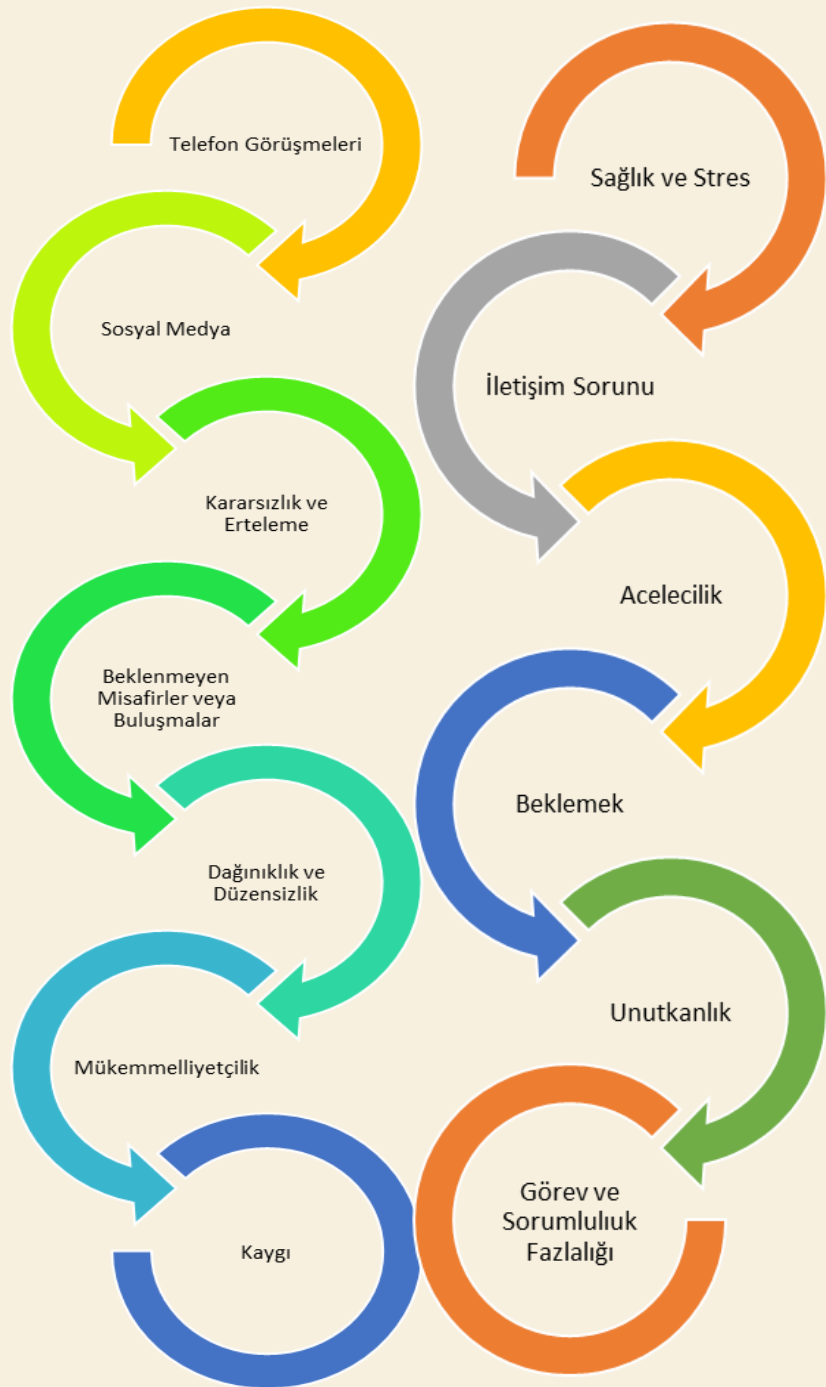 Telefon Görüşmeleri
Sosyal Medya
Kararsızlık ve
Erteleme
Beklenmeyen
Misafirler veya
Buluşmalar
Dağınıklık ve
Düzensizlik
Mükemmelliyetçilik
Kaygı
Sağlık ve Stres
İletişim Sorunu
Acelecilik
Beklemek
Unutkanlık
Görev ve
Sorumlulıuk
Fazlalığı